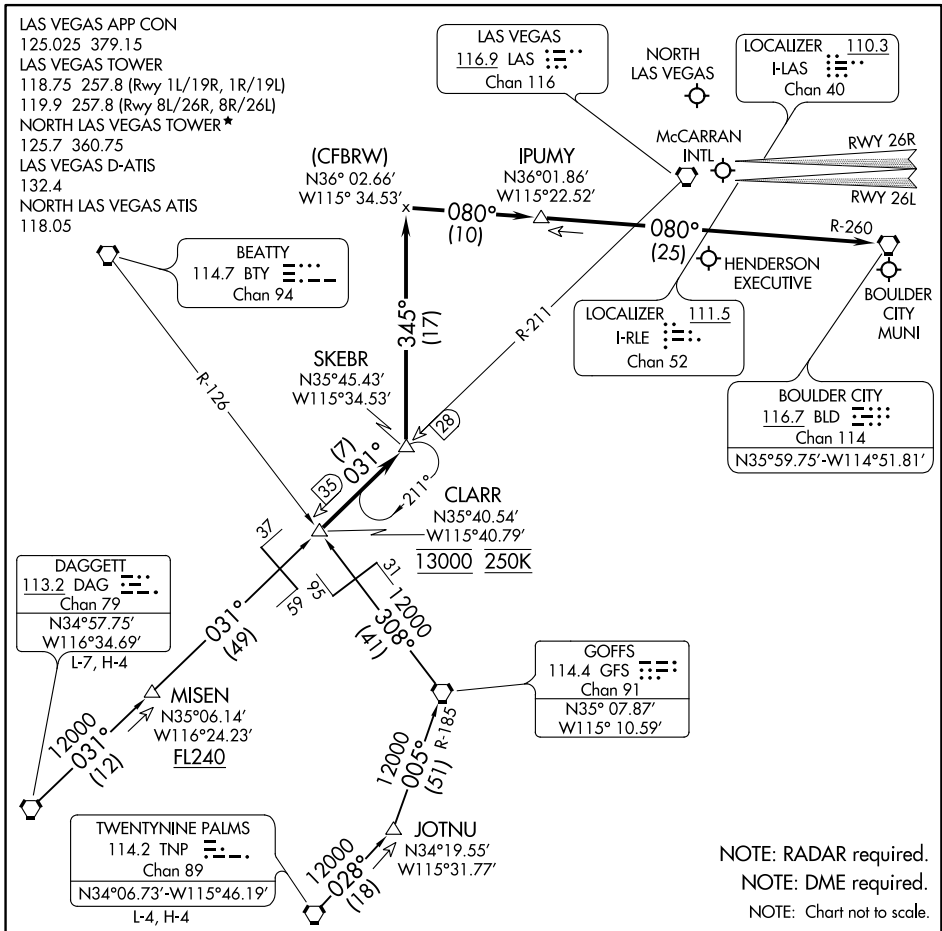 LAS VEGAS APP CON
125.025 379.15
LAS VEGAS TOWER
118.75 257.8 (Rwy 1L/19R, 1R/19L)
119.9 257.8 (Rwy 8L/26R, 8R/26L)
NORTH LAS VEGAS TOWER★
125.7 360.75
LAS VEGAS D-ATIS
132.4
NORTH LAS VEGAS ATIS
118.05
LAS VEGAS
116.9 LAS
Chan 116
NORTH
LAS VEGAS
LOCALIZER 110.3
I-LAS
Chan 40
McCARRAN
INTL
RWY 26R
RWY 26L
(CFBRW)
N36° 02.66'
W115° 34.53'
x
IPUMY
N36°01.86'
W115°22.52'
080°
(10)
080°
(25)
R-260
HENDERSON
EXECUTIVE
BOULDER
CITY
MUNI
BEATTY
114.7 BTY
Chan 94
R-126
345°
(17)
R-211
LOCALIZER 111.5
I-RLE
Chan 52
BOULDER CITY
116.7 BLD
Chan 114
N35°59.75'-W114°51.81'
SKEBR
N35°45.43'
W115°34.53'
28
(7)
031°
35
211°
CLARR
N35°40.54'
W115°40.79'
13000 250K
37
59
31
95
DAGGETT
113.2 DAG
Chan 79
N34°57.75'
W116°34.69'
L-7, H-4
031°
(49)
12000
308°
(41)
GOFFS
114.4 GFS
Chan 91
N35° 07.87'
W115° 10.59'
MISEN
N35°06.14'
W116°24.23'
FL240
12000
031°
(12)
12000
005°
(51)
R-185
TWENTYNINE PALMS
114.2 TNP
Chan 89
N34°06.73'-W115°46.19'
L-4, H-4
JOTNU
N34°19.55'
W115°31.77'
12000
028°
(18)
NOTE: RADAR required.
NOTE: DME required.
NOTE: Chart not to scale.